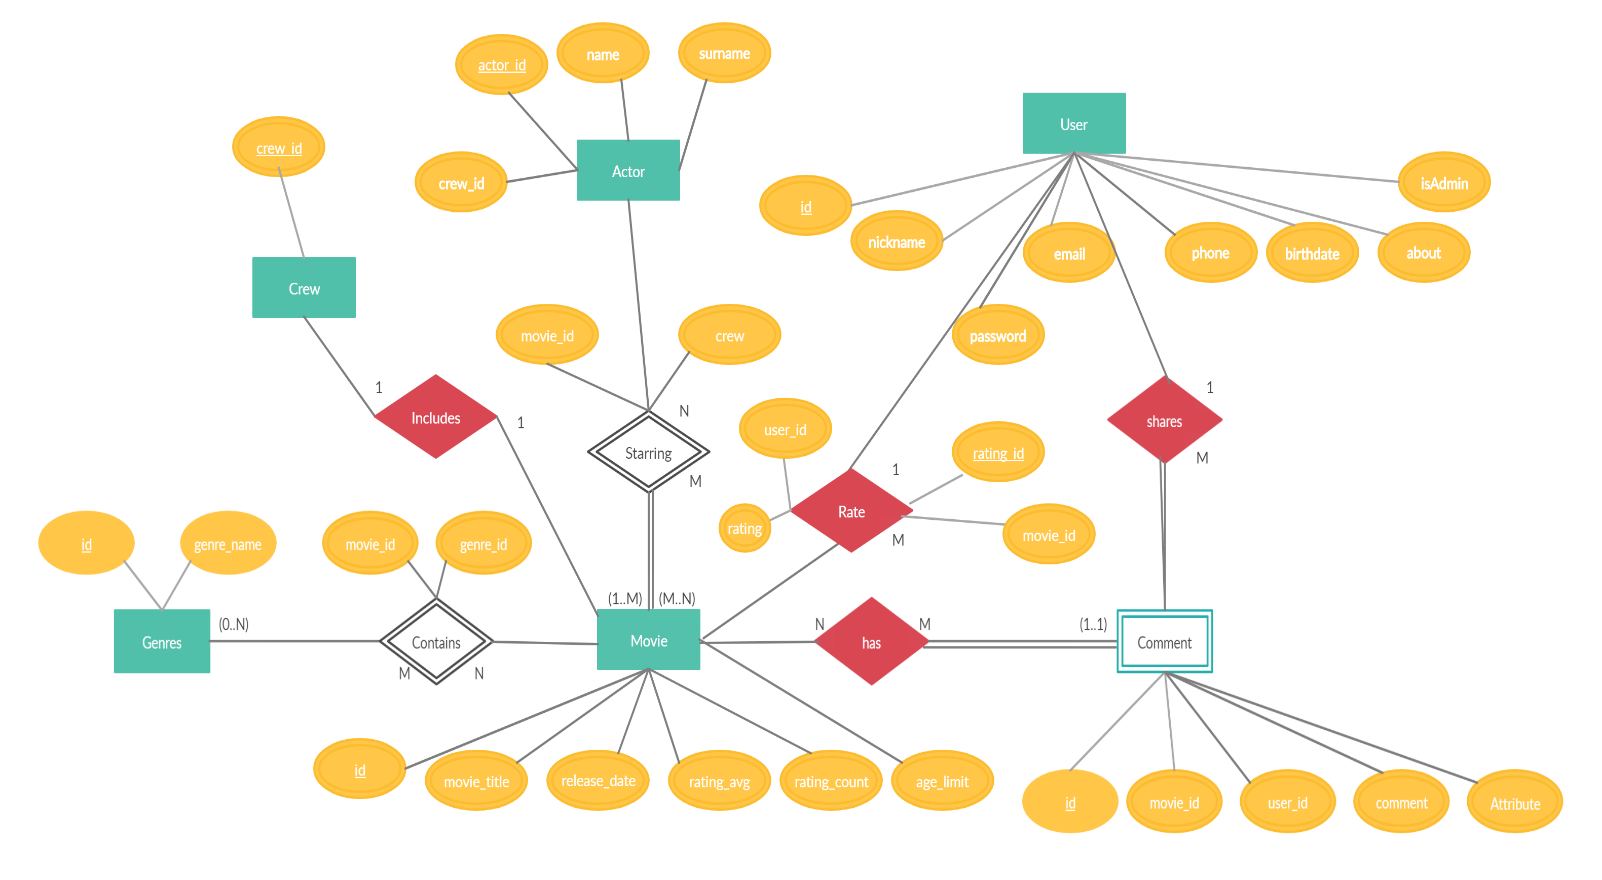 actor_id
name
surname
crew_id
crew_id
Actor
User
id
nickname
email
phone
birthdate
about
isAdmin
Crew
movie_id
crew
password
1
Includes
1
N
Starring
M
user_id
rating_id
1
shares
M
1
Rate
M
rating
movie_id
id
genre_name
movie_id
genre_id
(0..N)
Genres
Contains
M
N
(1..M)
(M..N)
Movie
N
has
M
(1..1)
Comment
id
movie_title
release_date
rating_avg
rating_count
age_limit
id
movie_id
user_id
comment
Attribute